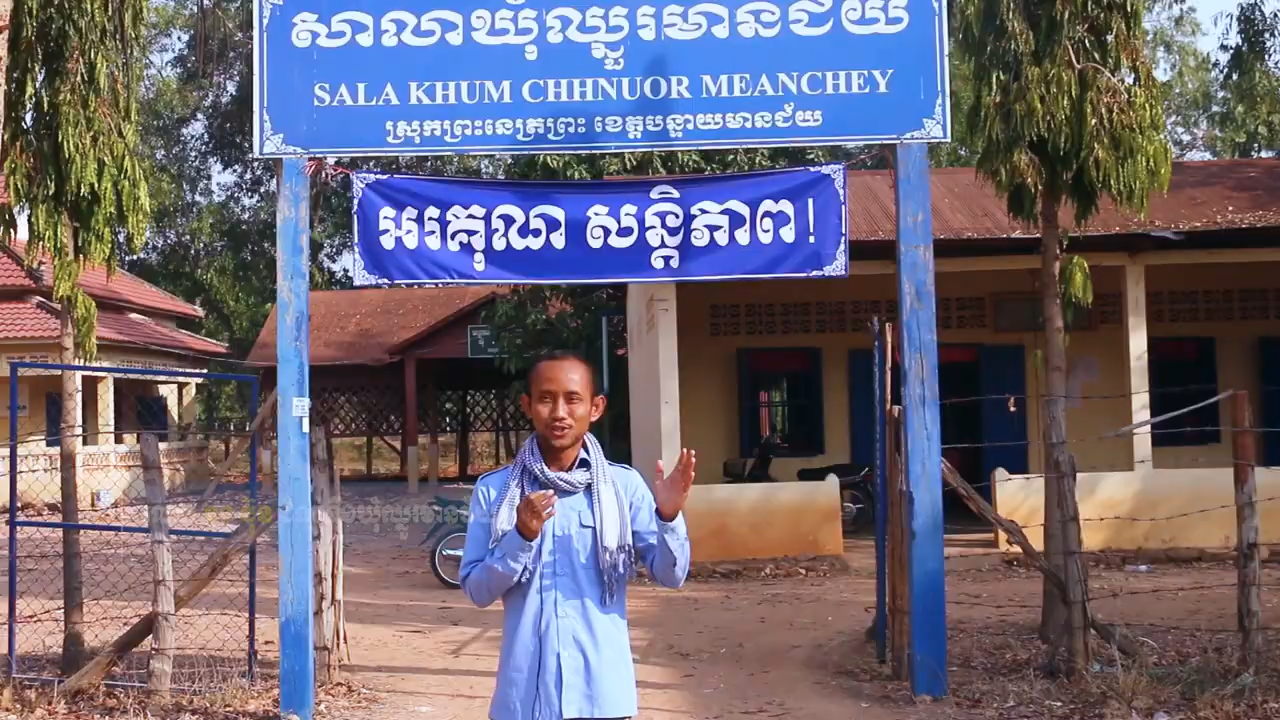 សាលាឃុំឈ្នួរមានជ័យ
SALA KHUM CHHNUOR MEANCHEY
ស្រុកព្រះនេត្រព្រះ ខេត្តបន្ទាយមានជ័យ
អរគុណ សន្តិភាព!